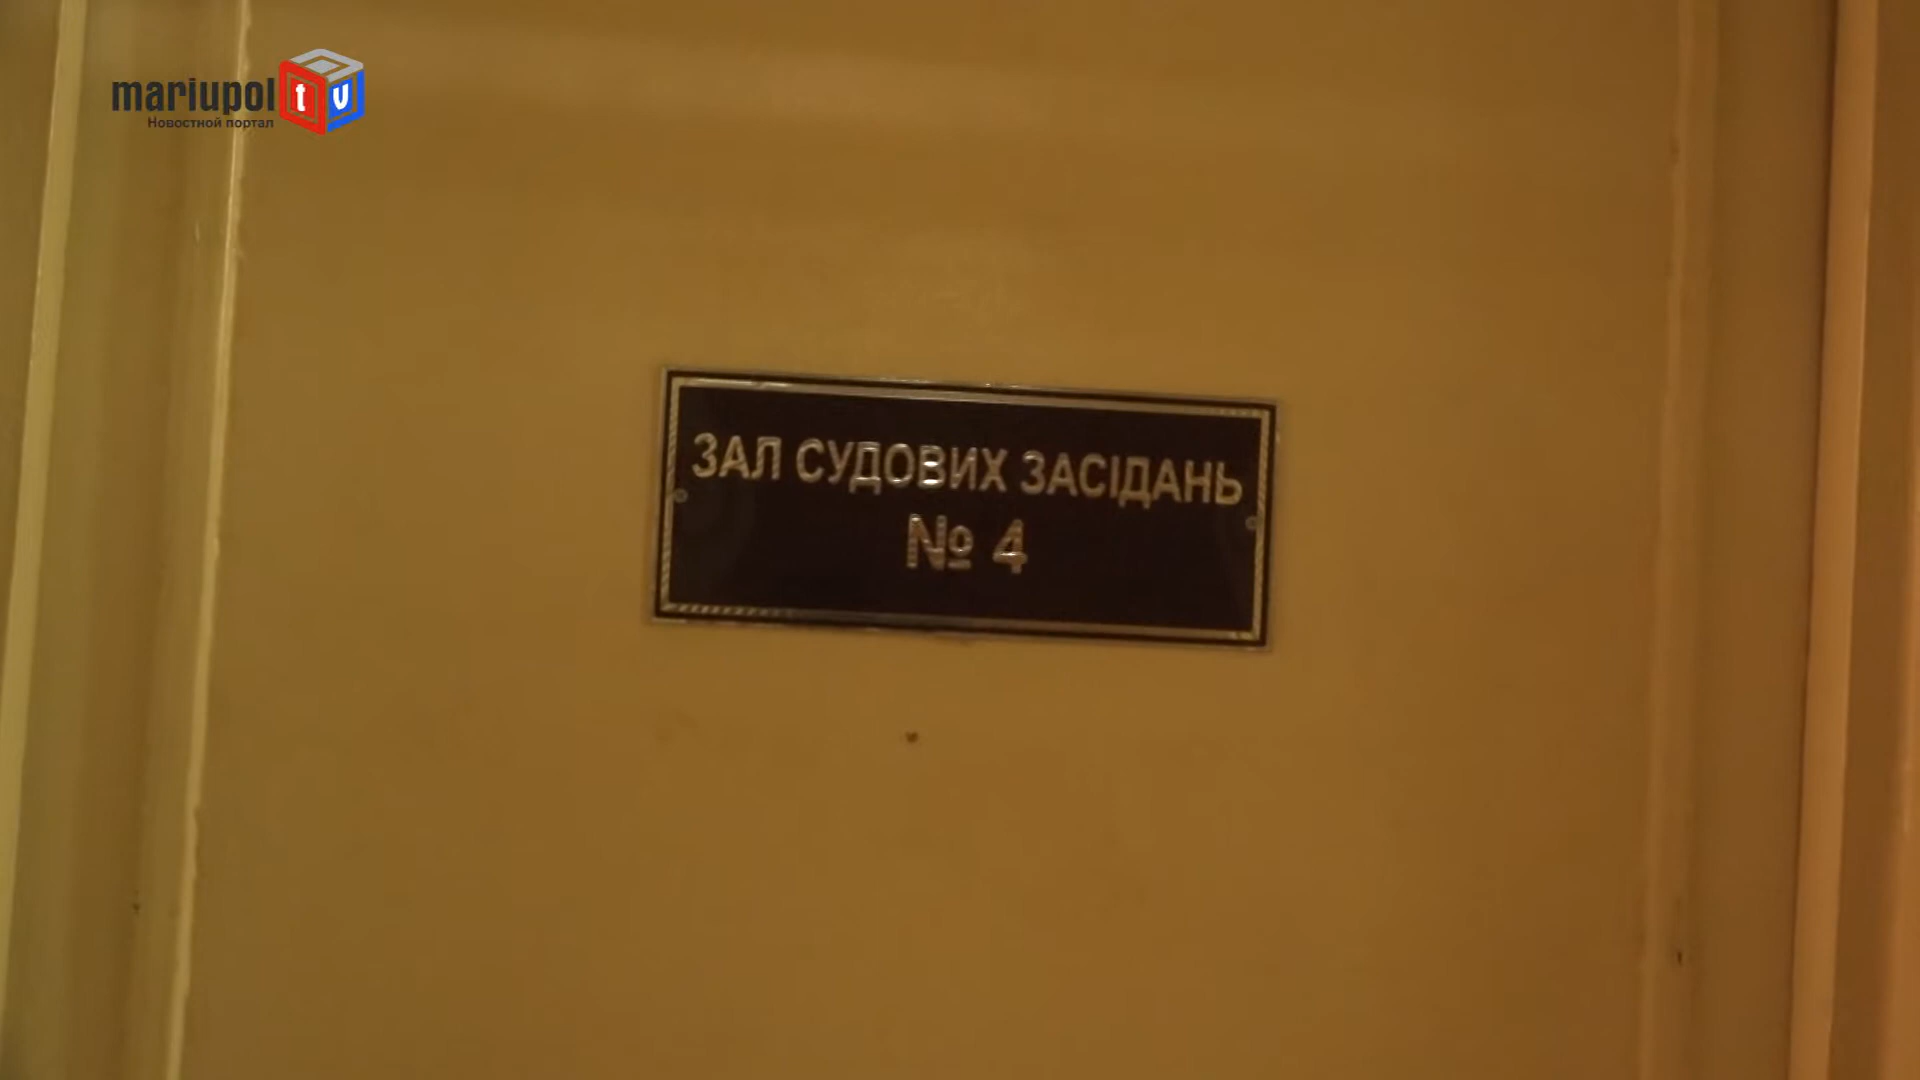 mariupol tv
Новостной портал
ЗАЛ СУДОВИХ ЗАСІДАНЬ
№ 4